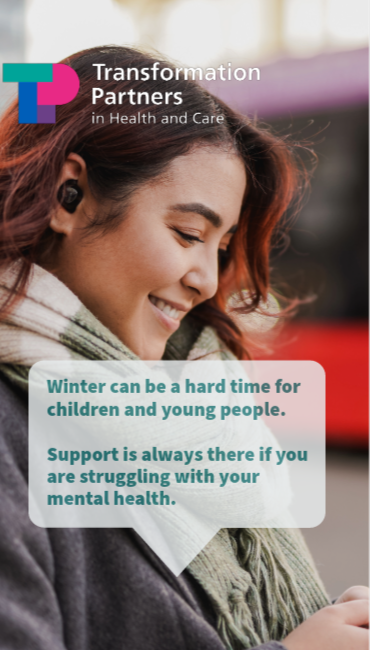 Transformation
Partners
in Health and Care
Winter can be a hard time for
children and young people.
Support is always there if you
are struggling with your
mental health.